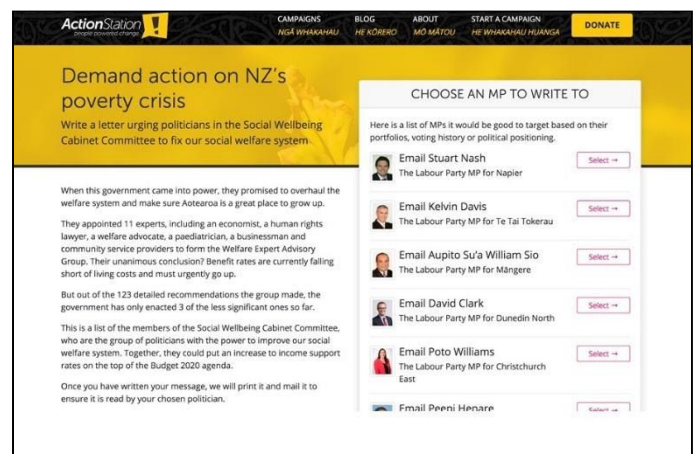 ActionStation
people powered change
CAMPAIGNS
NGĀ WHAKAHAU
BLOG
HE KŌRERO
ABOUT
MŌ MĀTOU
START A CAMPAIGN
HE WHAKAHAU HUANGA
DONATE
Demand action on NZ's
poverty crisis
Write a letter urging politicians in the Social Wellbeing
Cabinet Committee to fix our social welfare system
When this government came into power, they promised to overhaul the
welfare system and make sure Aotearoa is a great place to grow up.
They appointed 11 experts, including an economist, a human rights
lawyer, a welfare advocate, a paediatrician, a businessman and
community service providers to form the Welfare Expert Advisory
Group. Their unanimous conclusion? Benefit rates are currently falling
short of living costs and must urgently go up.
But out of the 123 detailed recommendations the group made, the
government has only enacted 3 of the less significant ones so far.
This is a list of the members of the Social Wellbeing Cabinet Committee,
who are the group of politicians with the power to improve our social
welfare system. Together, they could put an increase to income support
rates on the top of the Budget 2020 agenda.
Once you have written your message, we will print it and mail it to
ensure it is read by your chosen politician.
CHOOSE AN MP TO WRITE TO
Here is a list of MPs it would be good to target based on their
portfolios, voting history or political positioning.
Email Stuart Nash
The Labour Party MP for Napier
Select →
Email Kelvin Davis
The Labour Party MP for Te Tai Tokerau
Select →
Email Aupito Su'a William Sio
The Labour Party MP for Māngere
Select →
Email David Clark
The Labour Party MP for Dunedin North
Select →
Email Poto Williams
The Labour Party MP for Christchurch
East
Select →
Email Peeni Henare
Select →